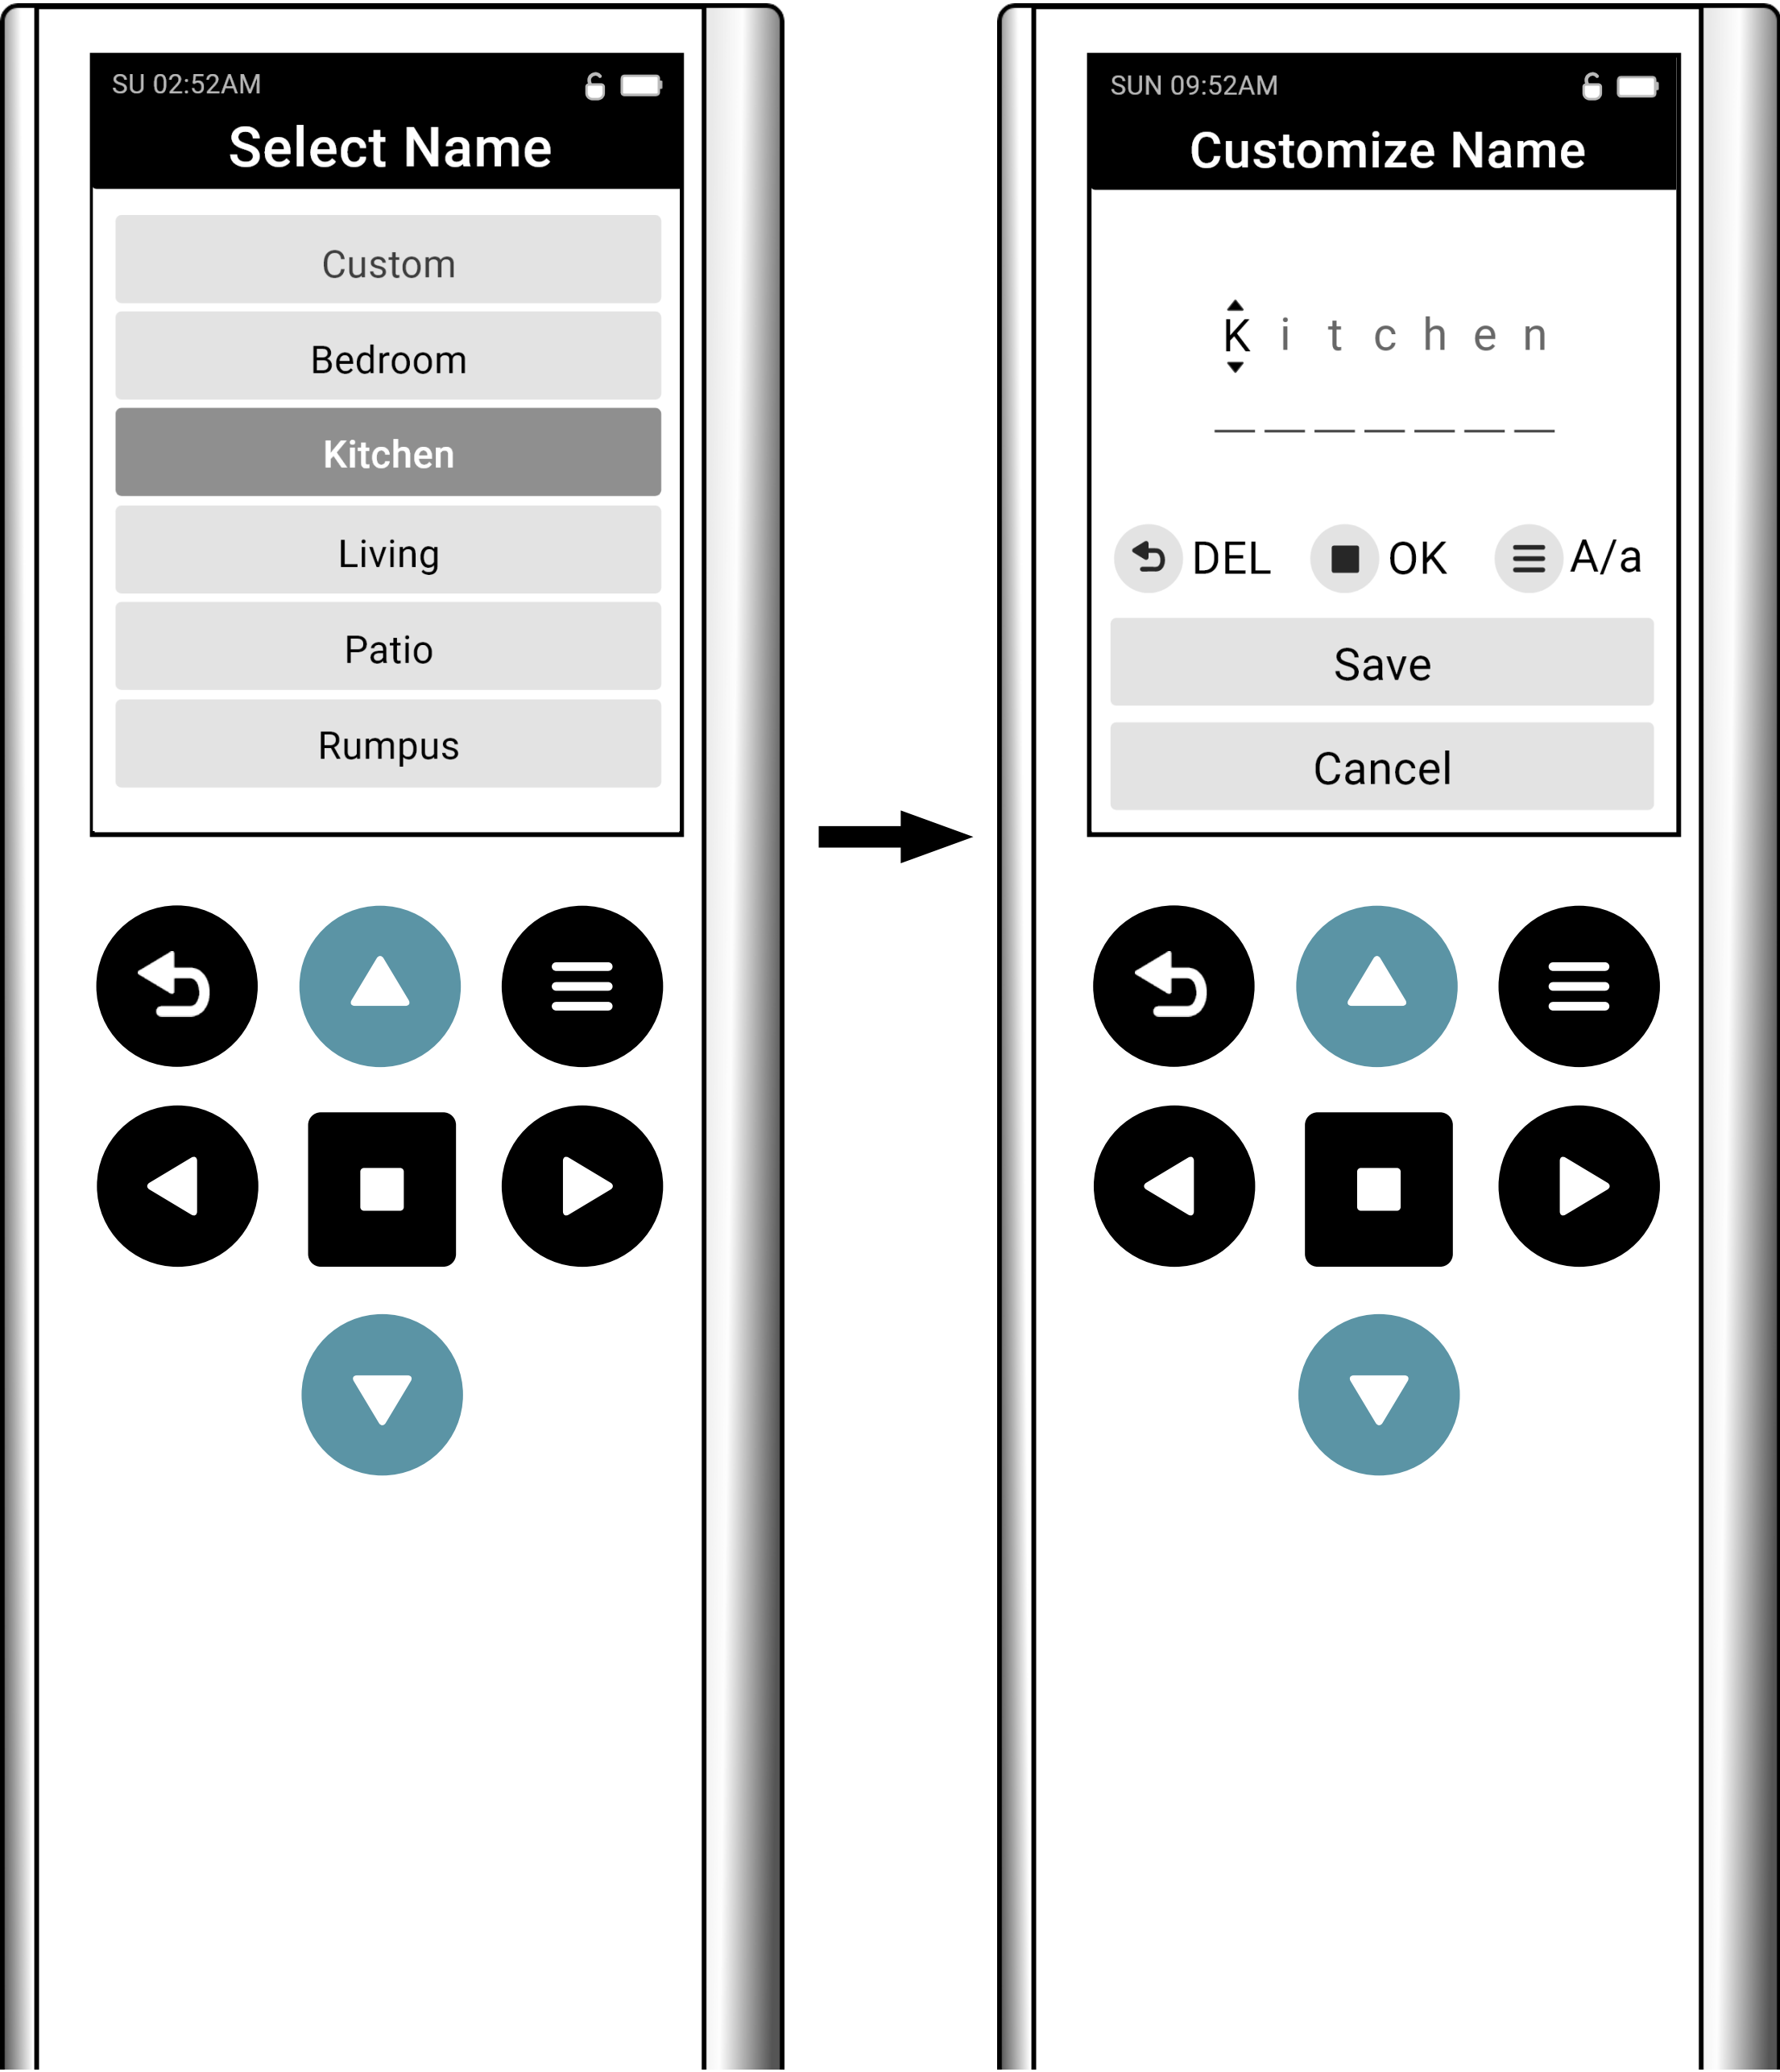 SU 02:52AM
Select Name
Custom
Bedroom
Kitchen
Living
Patio
Rumpus
SUN 09:52AM
Customize Name
K i t c h e n
DEL OK A/a
Save
Cancel